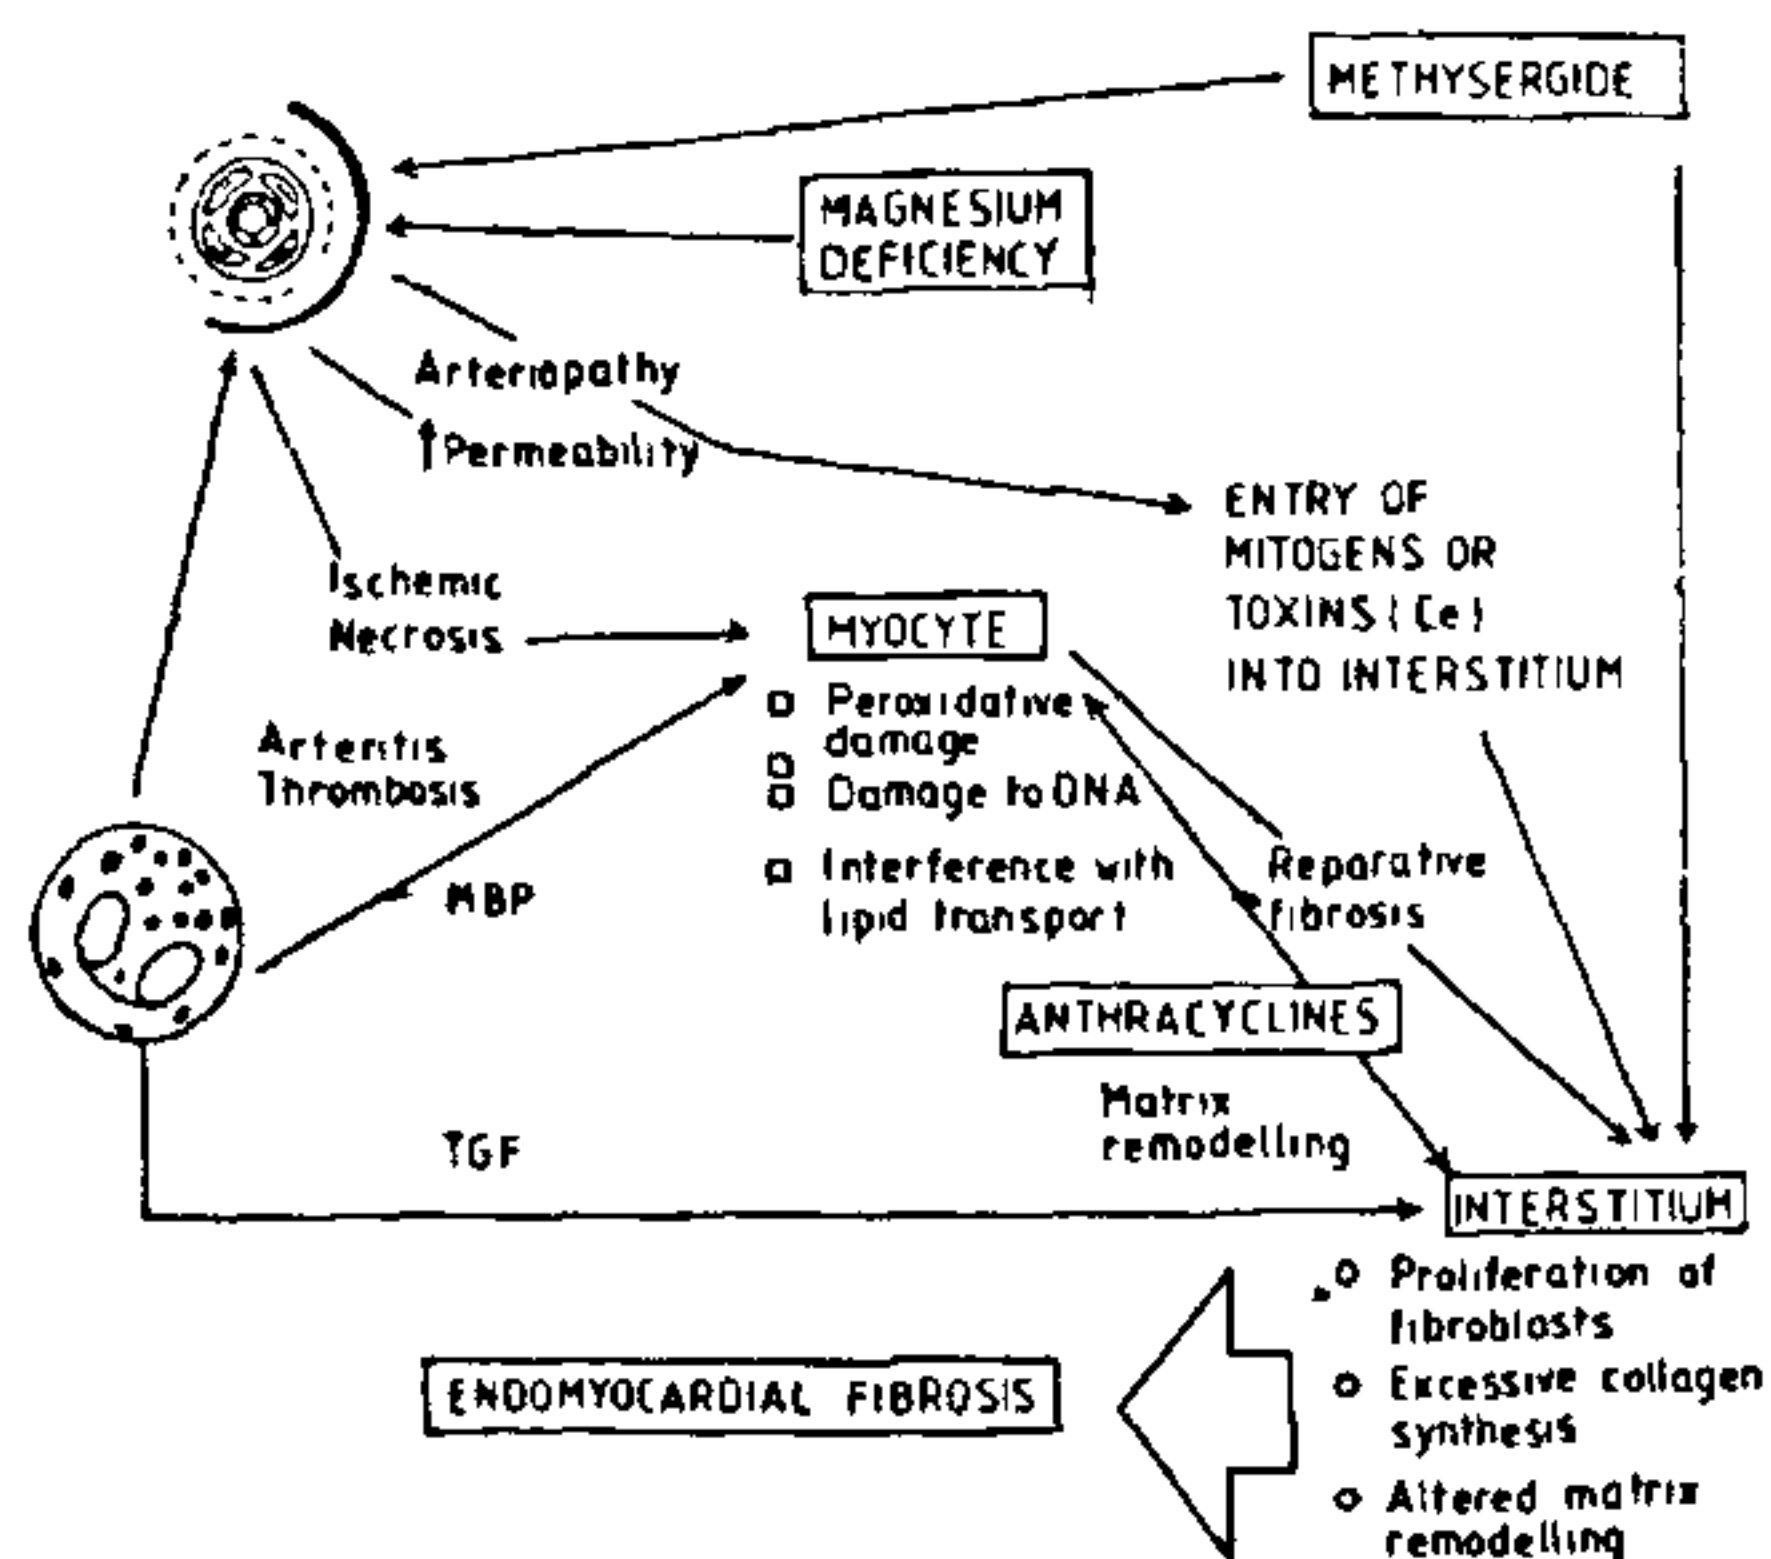 METHYSERGIDE
MAGNESIUM
DEFICIENCY
Arteriopathy
↑Permeability
ENTRY OF
MITOGENS OR
TOXINS (Ce)
INTO INTERSTITIUM
Ischemic
Necrosis
MYOCYTE
Peroxidative
damage
Damage to DNA
Interference with
lipid transport
Arteritis
Thrombosis
MBP
Reparative
fibrosis
ANTHRACYCLINES
Matrix
remodelling
TGF
INTERSTITIUM
Proliferation of
fibroblasts
Excessive collagen
synthesis
Altered matrix
remodelling
ENDOMYOCARDIAL FIBROSIS